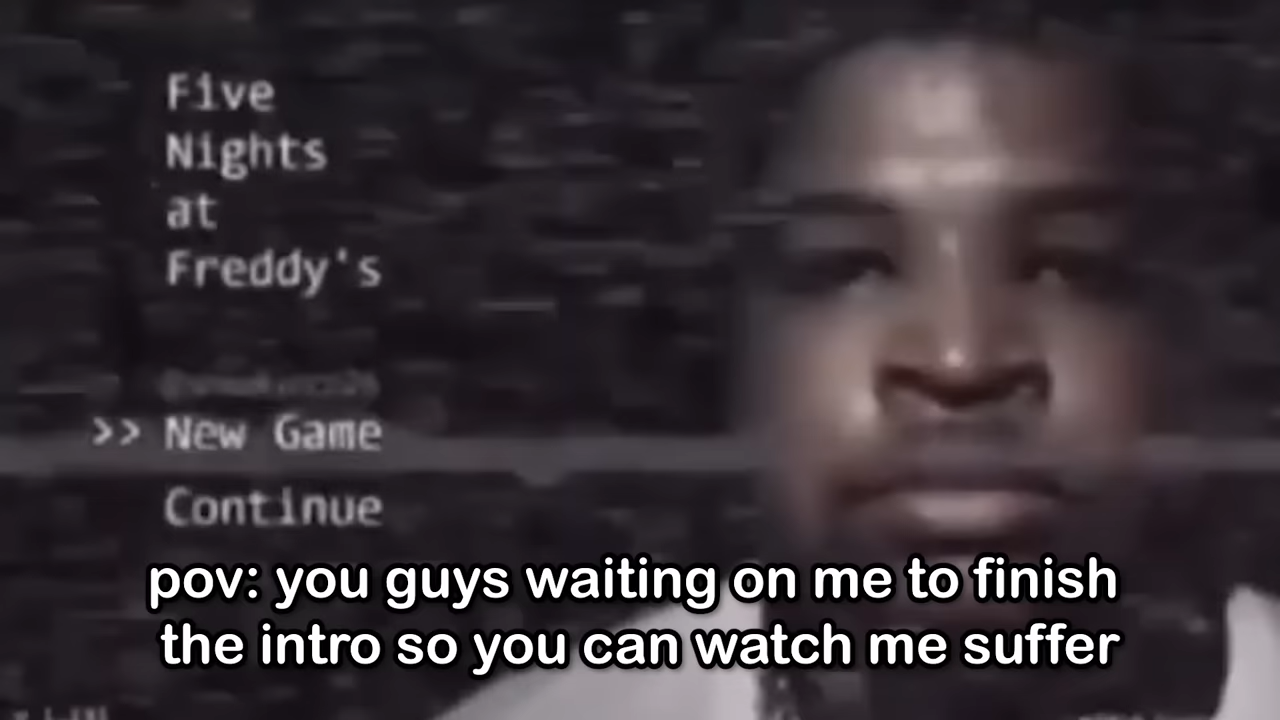 Five
Nights
at
Freddy's
>> New Game
Continue
pov: you guys waiting on me to finish
the intro so you can watch me suffer